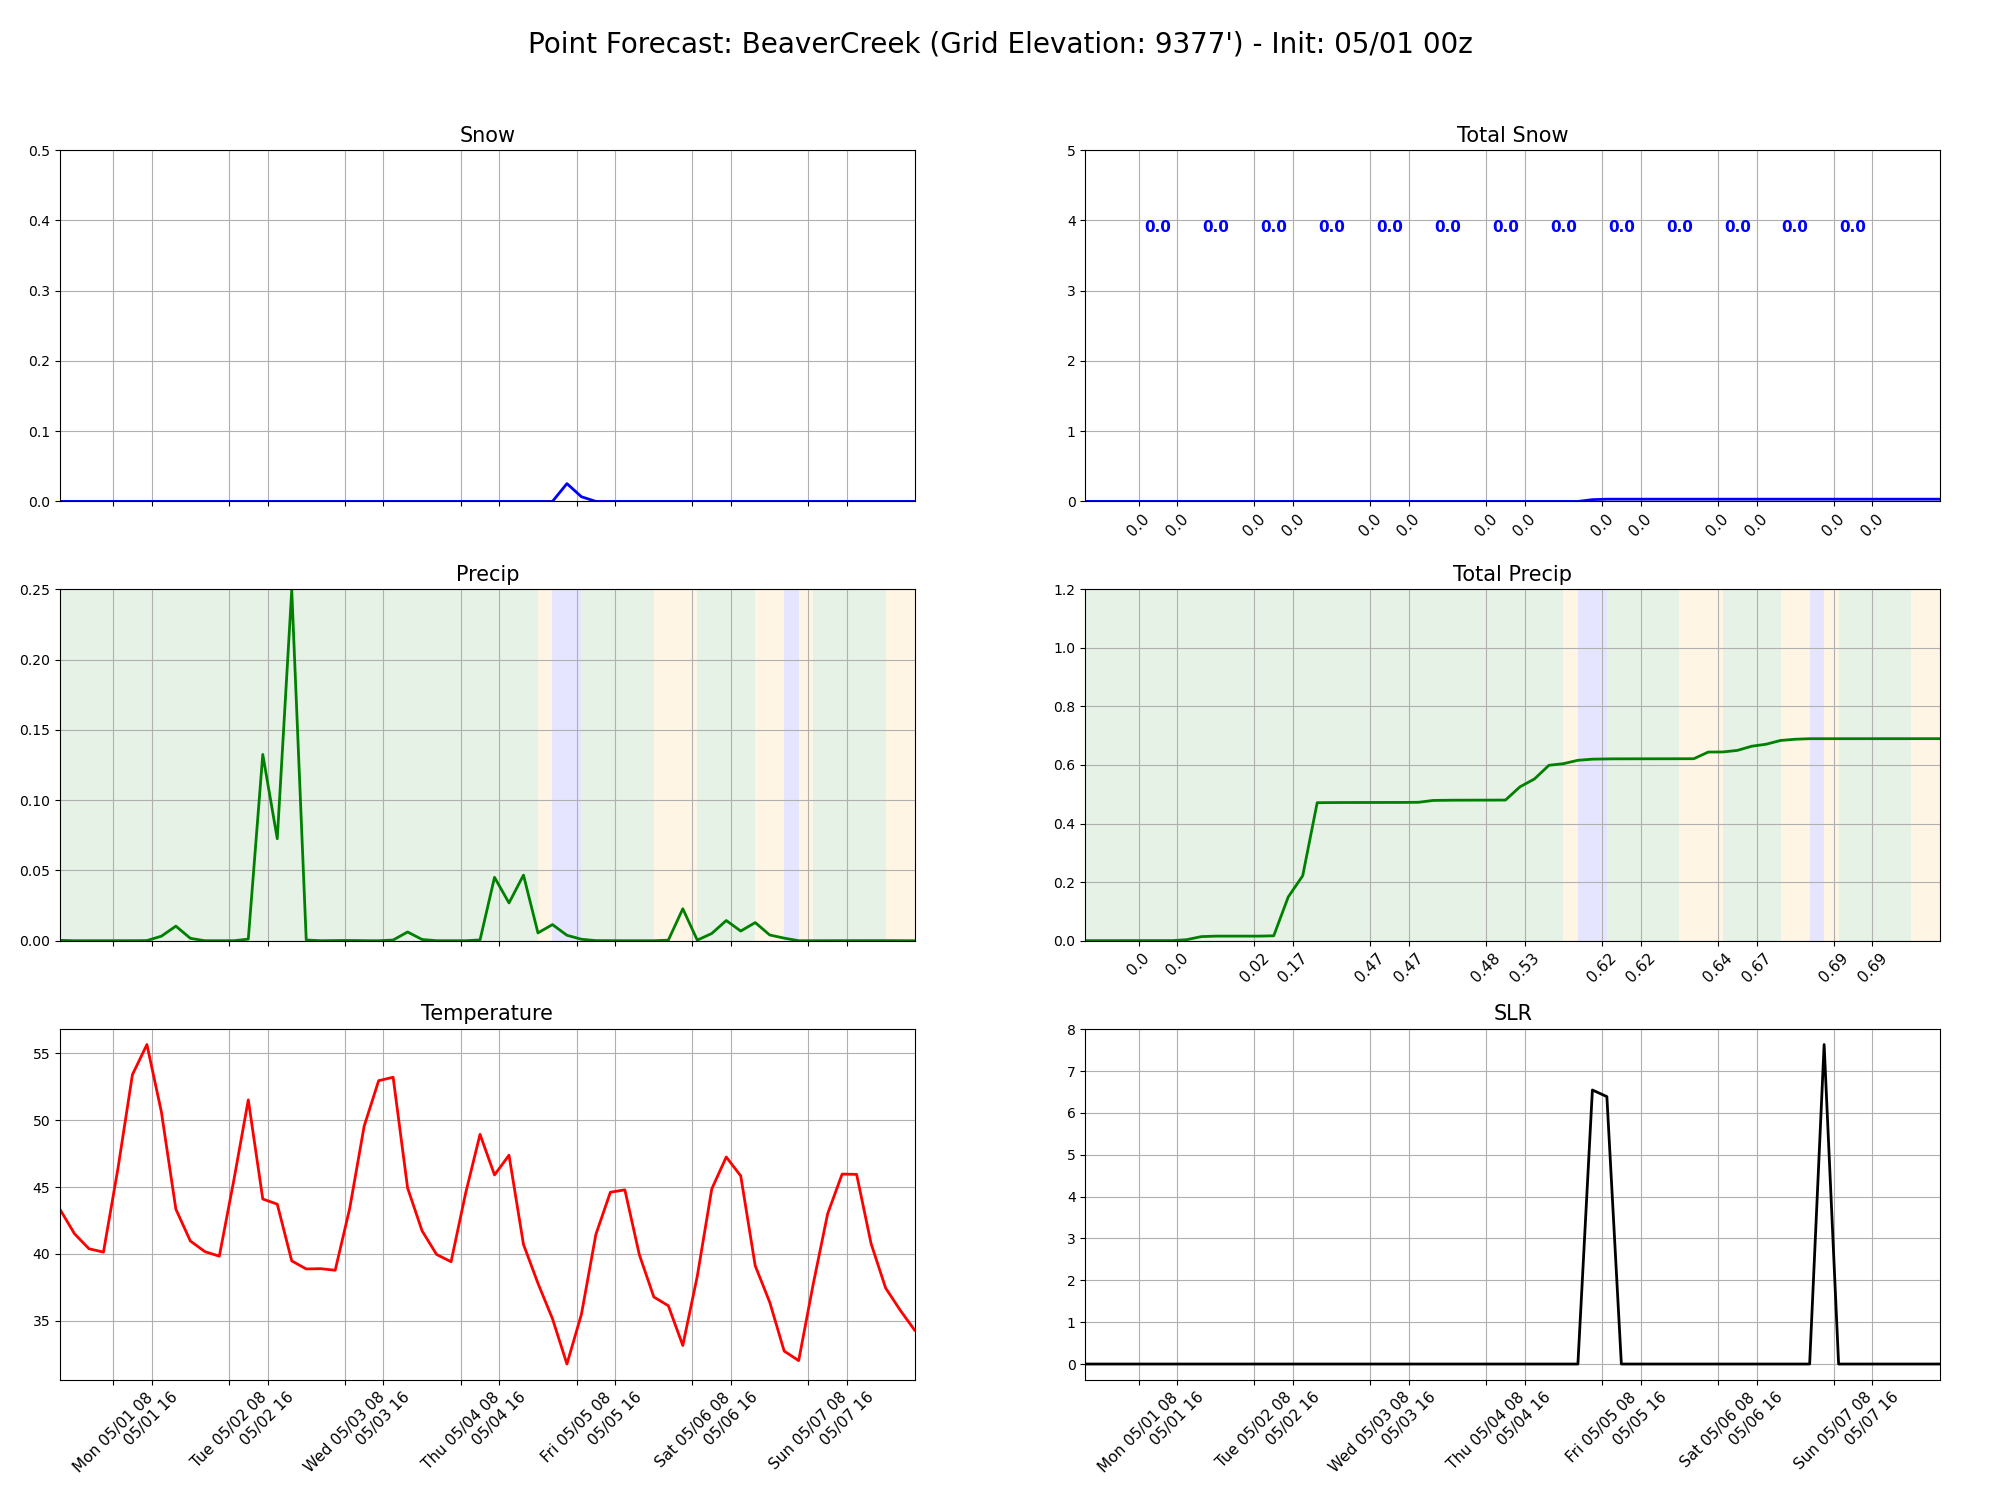 Point Forecast: BeaverCreek (Grid Elevation: 9377') - Init: 05/01 00z
Snow
0.5
0.4
0.3
0.2
0.1
0.0
Total Snow
5
4
3
2
1
0
0.0 0.0 0.0 0.0 0.0 0.0 0.0 0.0 0.0 0.0 0.0 0.0 0.0
0.0 0.0 0.0 0.0 0.0 0.0 0.0 0.0 0.0 0.0 0.0 0.0 0.0 0.0
Precip
0.25
0.20
0.15
0.10
0.05
0.00
Total Precip
1.2
1.0
0.8
0.6
0.4
0.2
0.0
0.0 0.0 0.02 0.17 0.47 0.47 0.48 0.53 0.62 0.62 0.64 0.67 0.69 0.69
Temperature
55
50
45
40
35
Mon 05/01 08
05/01 16
Tue 05/02 08
05/02 16
Wed 05/03 08
05/03 16
Thu 05/04 08
05/04 16
Fri 05/05 08
05/05 16
Sat 05/06 08
05/06 16
Sun 05/07 08
05/07 16
SLR
8
7
6
5
4
3
2
1
0
Mon 05/01 08
05/01 16
Tue 05/02 08
05/02 16
Wed 05/03 08
05/03 16
Thu 05/04 08
05/04 16
Fri 05/05 08
05/05 16
Sat 05/06 08
05/06 16
Sun 05/07 08
05/07 16